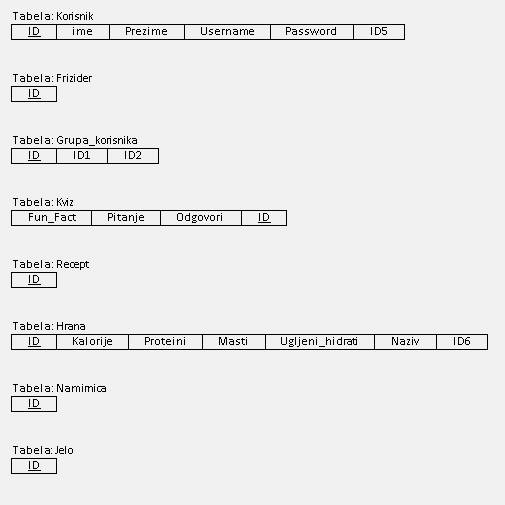 Tabela: Korisnik
ID ime Prezime Username Password ID5
Tabela: Frizider
ID
Tabela: Grupa_korisnika
ID ID1 ID2
Tabela: Kviz
Fun_Fact Pitanje Odgovori ID
Tabela: Recept
ID
Tabela: Hrana
ID Kalorije Proteini Masti Ugljeni_hidrati Naziv ID6
Tabela: Namirnica
ID
Tabela: Jelo
ID